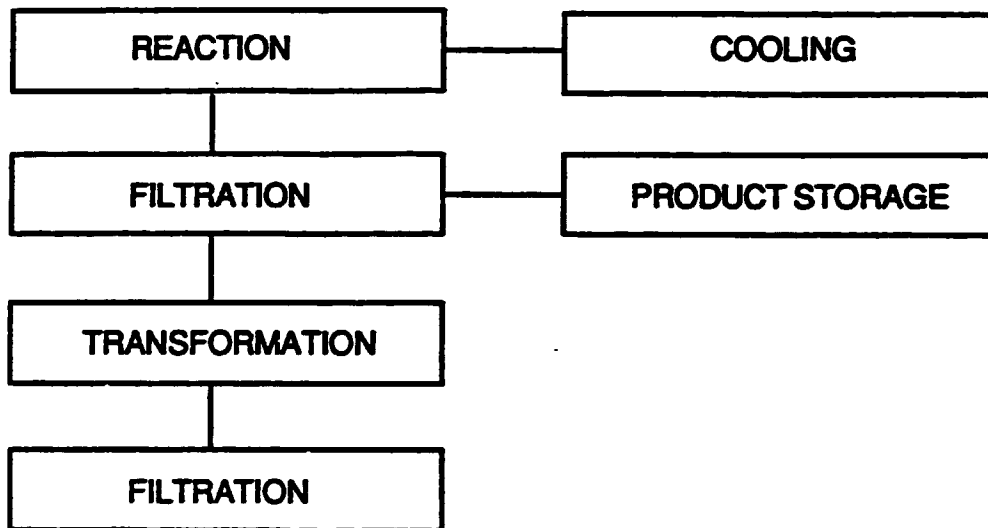 REACTION
COOLING
FILTRATION
PRODUCT STORAGE
TRANSFORMATION
FILTRATION